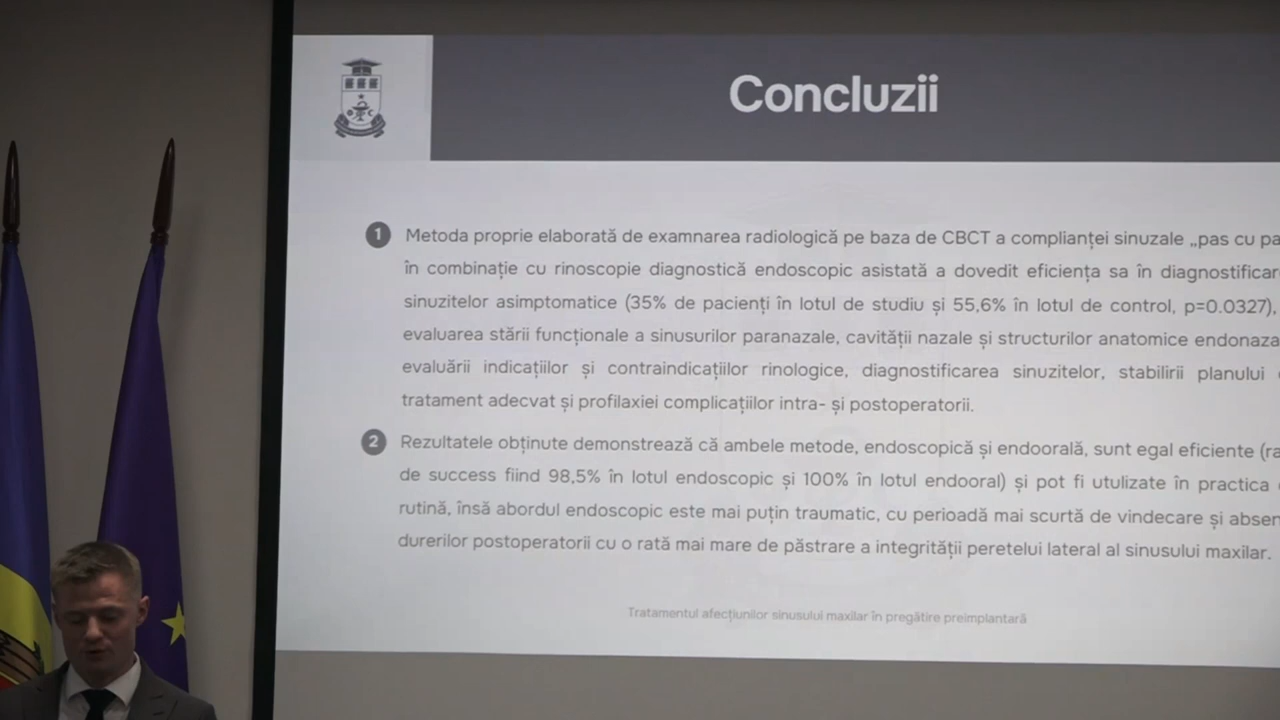 Concluzii
1 Metoda proprie elaborată de examnarea radiologică pe baza de CBCT a complianței sinuzale „pas cu
în combinație cu rinoscopie diagnostică endoscopic asistată a dovedit eficiența sa în
sinuzitelor asimptomatice (35% de pacienți în lotul de studiu și 55,6% în lotul de control, p=0.0327),
evaluarea stării funcționale a sinusurilor paranazale, cavității nazale și structurilor anatomice
evaluării indicațiilor și contraindicațiilor rinologice, diagnostificarea sinuzitelor, stabilirii planului
tratament adecvat și profilaxiei complicațiilor intra- și postoperatorii.
2 Rezultatele obținute demonstrează că ambele metode, endoscopică și endoorală, sunt egal eficiente
de success fiind 98,5% în lotul endoscopic și 100% în lotul endooral) și pot fi utulizate în practica
rutină, însă abordul endoscopic este mai puțin traumatic, cu perioadă mai scurtă de vindecare și
durerilor postoperatorii cu o rată mai mare de păstrare a integrității peretelui lateral al sinusului maxilar.
Tratamentul afecțiunilor sinusului maxilar în pregătire preimplantară